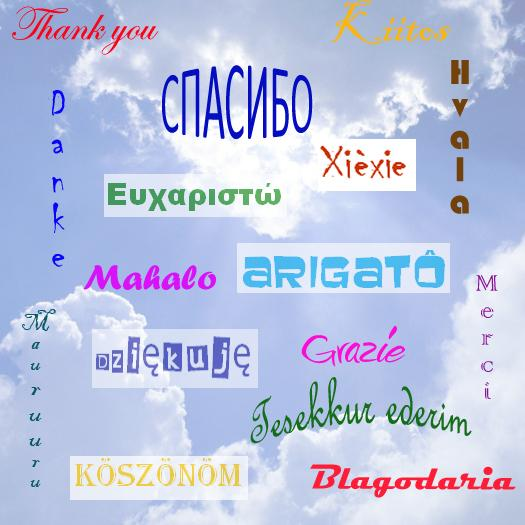 Thank you
Kiitos
Hvala
Danke
СПАСИБО
Xièxie
Ευχαριστώ
Mahalo
ARIGATÔ
Merci
Mauruuru
Dziękuję
Grazie
Tesekkur ederim
KÖSZÖNÖM
Blagodaria